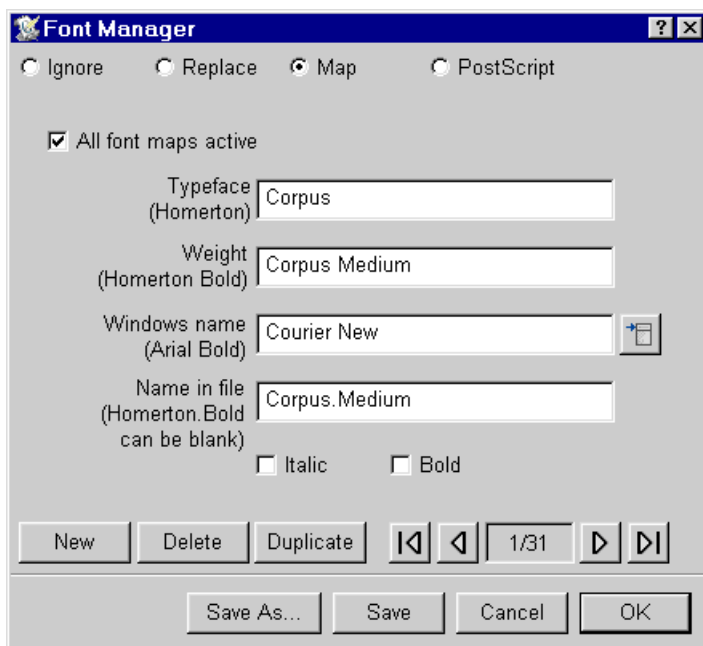 Font Manager
Ignore Replace Map PostScript
All font maps active
Typeface
(Homerton)
Corpus
Weight
(Homerton Bold)
Corpus Medium
Windows name
(Arial Bold)
Courier New
Name in file
(Homerton.Bold
can be blank)
Corpus.Medium
Italic Bold
New Delete Duplicate 1/31
Save As... Save Cancel OK